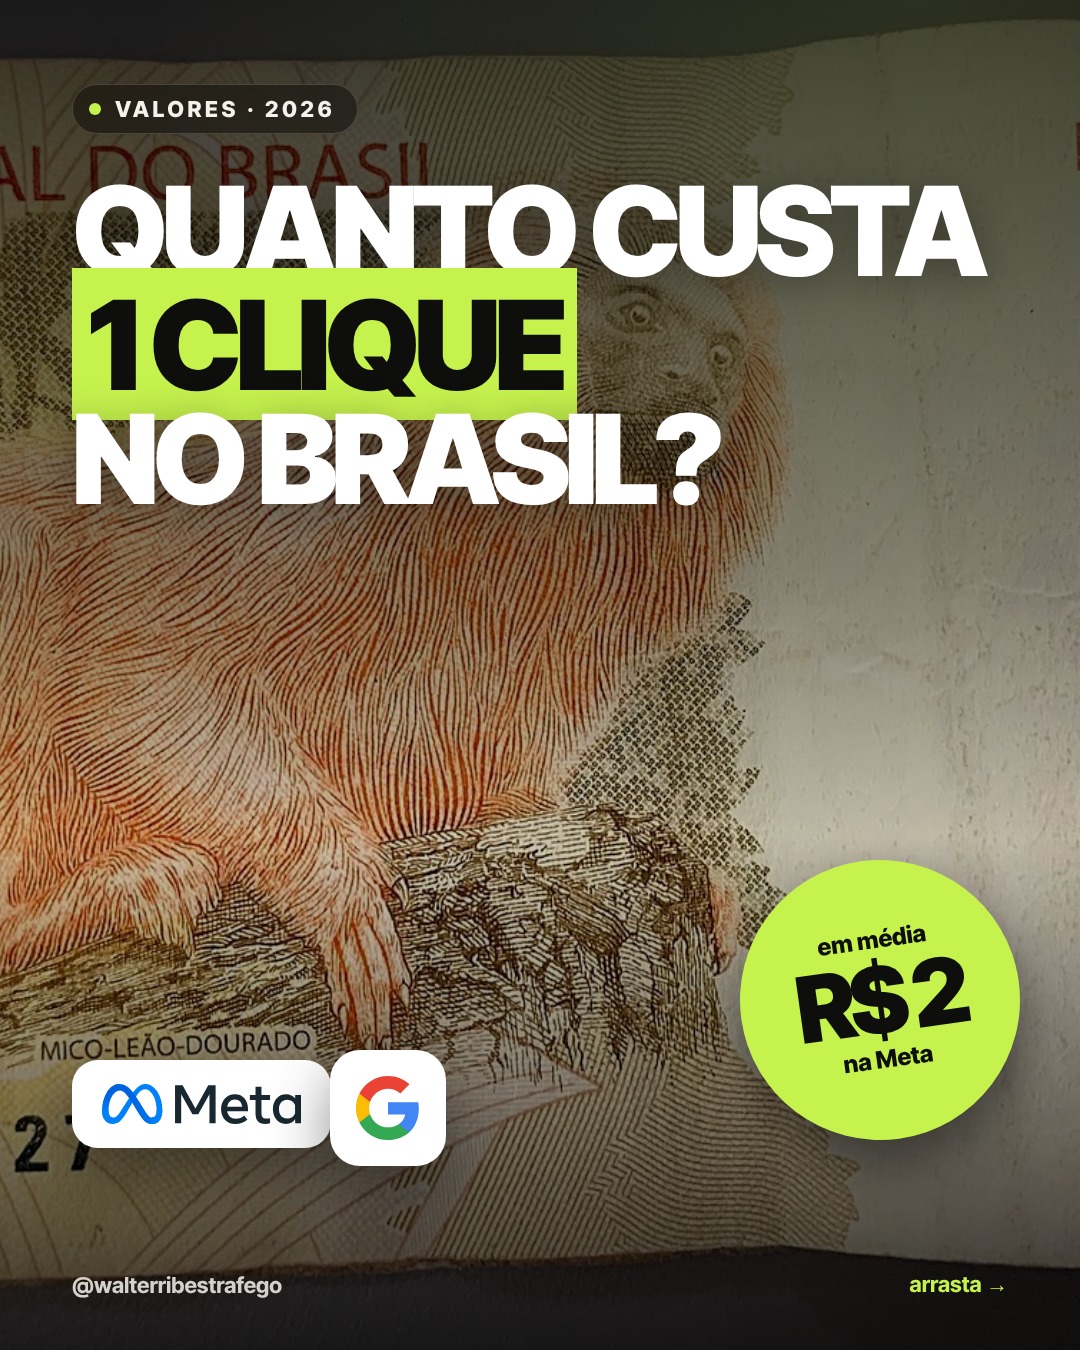 VALORES · 2026
AL DO BRASIL
QUANTO CUSTA
1 CLIQUE
NO BRASIL?
em média
R$2
na Meta
MICO-LEÃO-DOURADO
Meta
G
27
@walterribestrafego
arrasta →